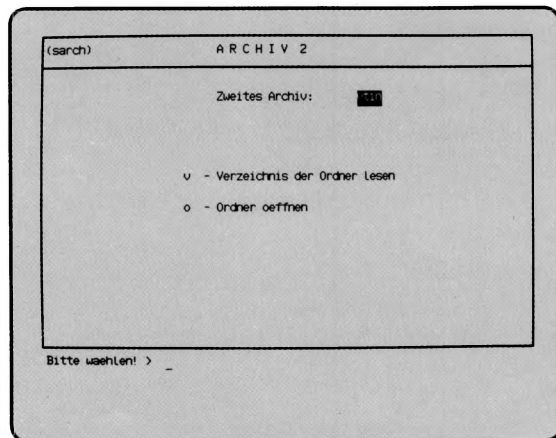 (sarch) ARCHIV 2
Zweites Archiv:
v - Verzeichnis der Ordner lesen
o - Ordner oeffnen
Bitte waehlen! > _